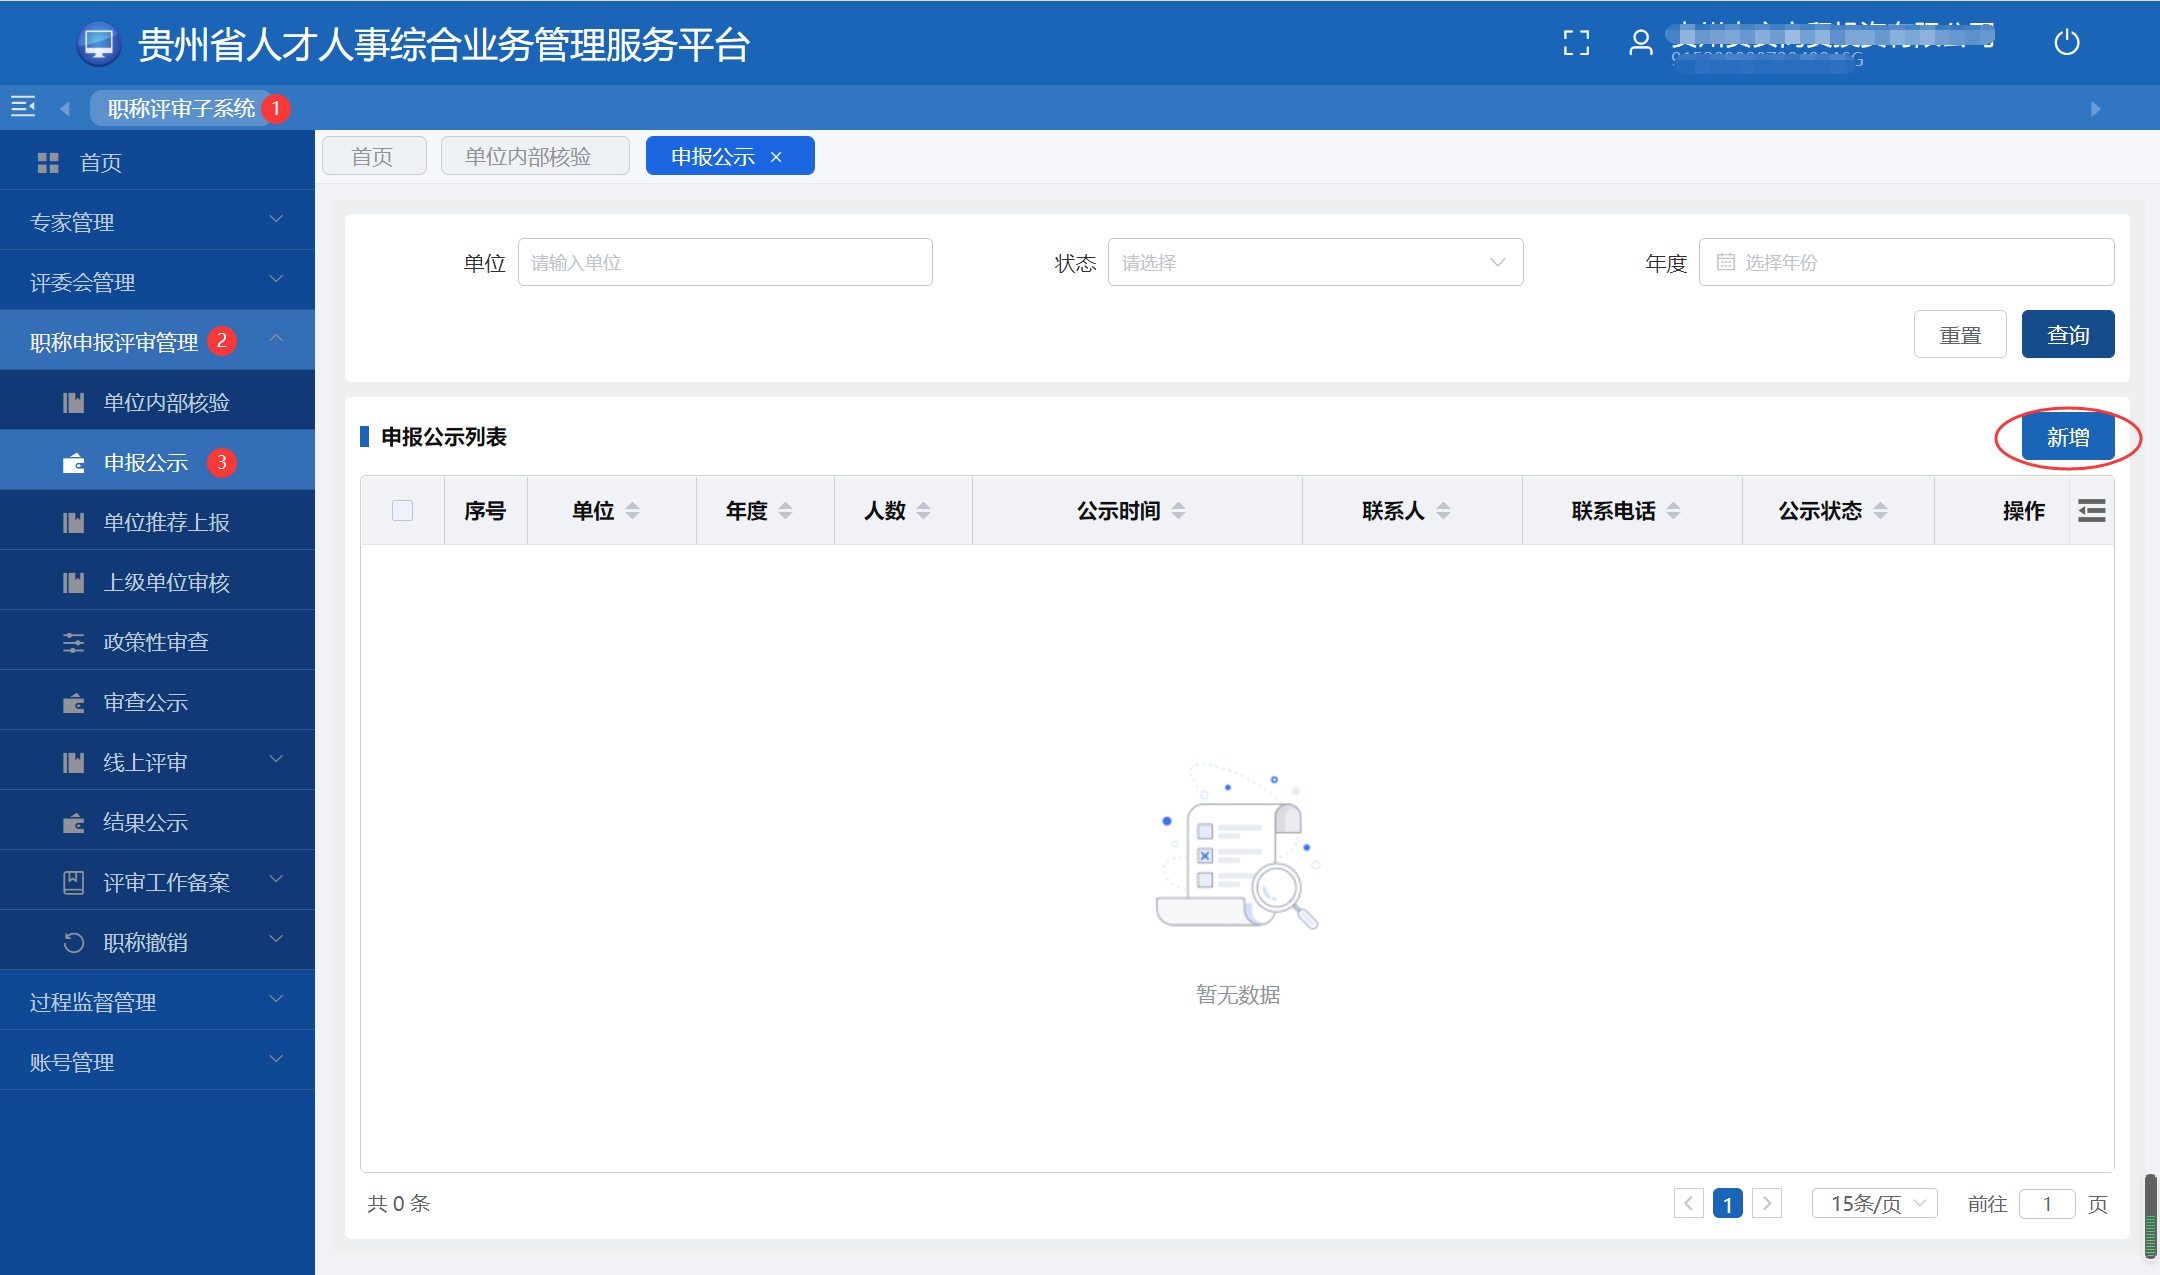 贵州省人才人事综合业务管理服务平台
职称评审子系统 1
首页
专家管理
评委会管理
职称申报评审管理 2
单位内部核验
申报公示 3
单位推荐上报
上级单位审核
政策性审查
审查公示
线上评审
结果公示
评审工作备案
职称撤销
过程监督管理
账号管理
首页 单位内部核验 申报公示 ×
单位 请输入单位 状态 请选择 年度 选择年份
重置 查询
申报公示列表 新增
序号 单位 年度 人数 公示时间 联系人 联系电话 公示状态 操作
暂无数据
共 0 条 1 15条/页 前往 1 页